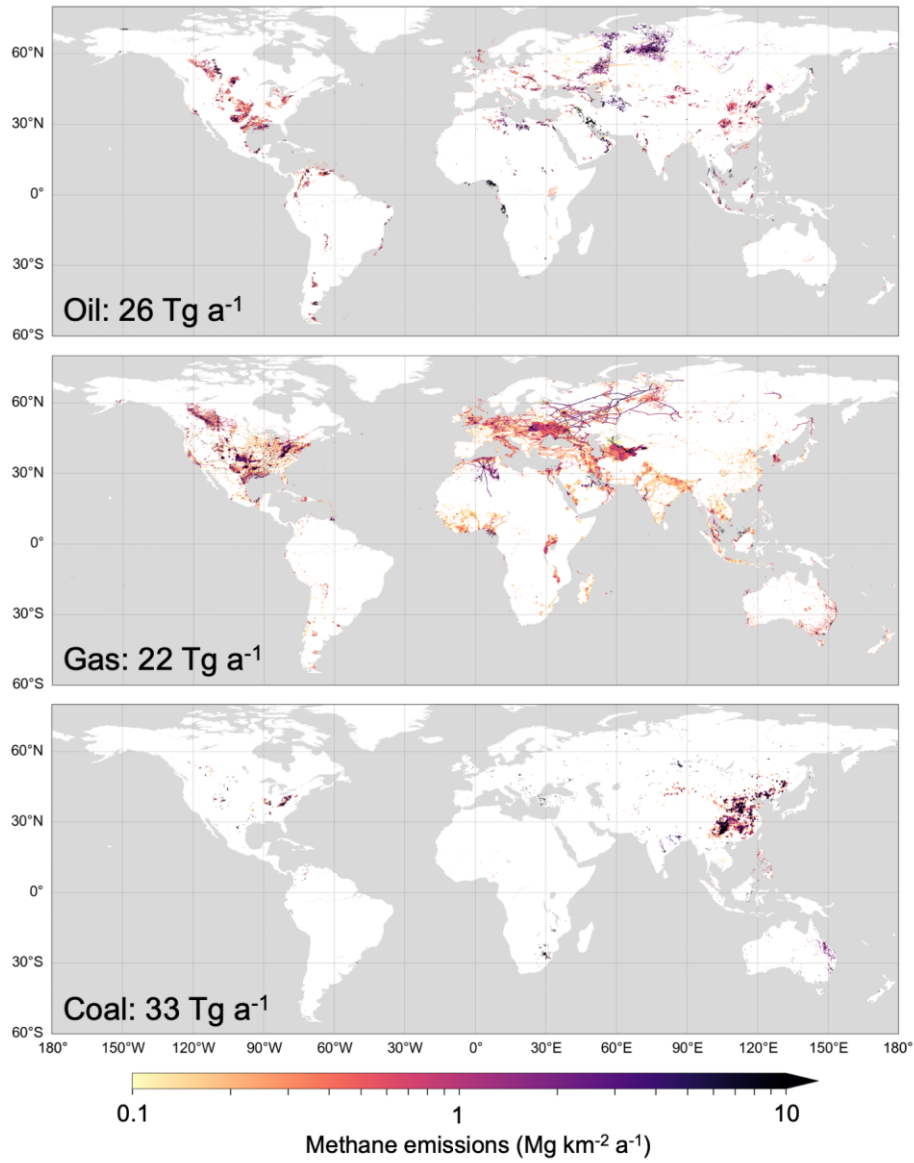 60°N
30°N
0°
30°S
Oil: 26 Tg a⁻¹
60°S
60°N
30°N
0°
30°S
Gas: 22 Tg a⁻¹
60°S
60°N
30°N
0°
30°S
Coal: 33 Tg a⁻¹
60°S
180° 150°W 120°W 90°W 60°W 30°W 0° 30°E 60°E 90°E 120°E 150°E 180°
0.1 1 10
Methane emissions (Mg km⁻² a⁻¹)